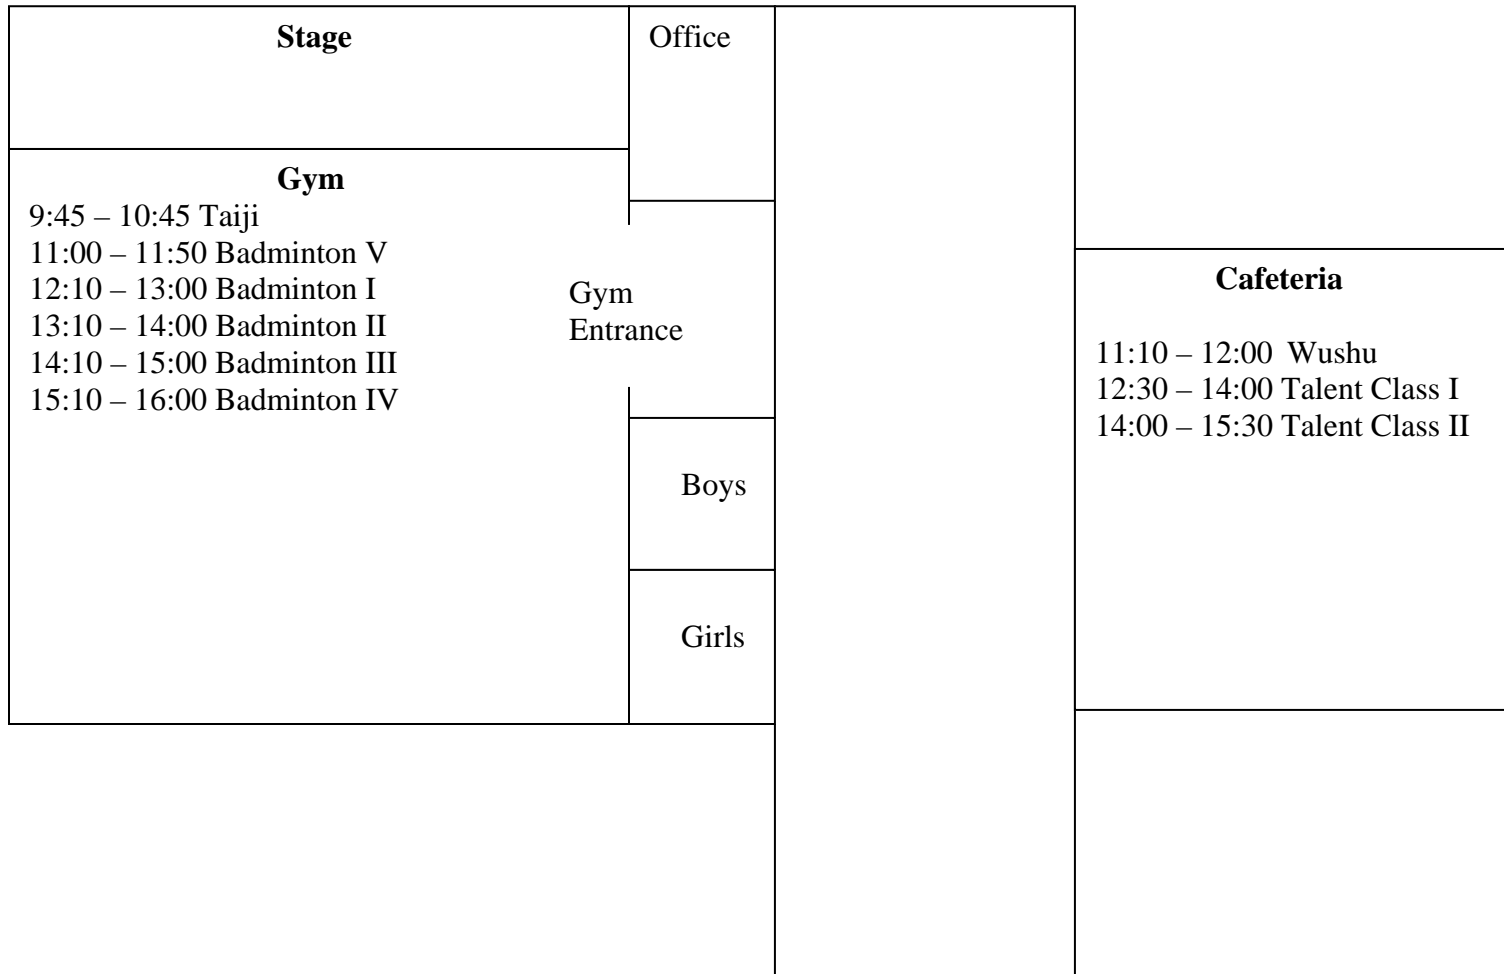 Stage
Office
Gym
9:45 – 10:45 Taiji
11:00 – 11:50 Badminton V
12:10 – 13:00 Badminton I
13:10 – 14:00 Badminton II
14:10 – 15:00 Badminton III
15:10 – 16:00 Badminton IV
Gym
Entrance
Boys
Girls
Cafeteria
11:10 – 12:00 Wushu
12:30 – 14:00 Talent Class I
14:00 – 15:30 Talent Class II